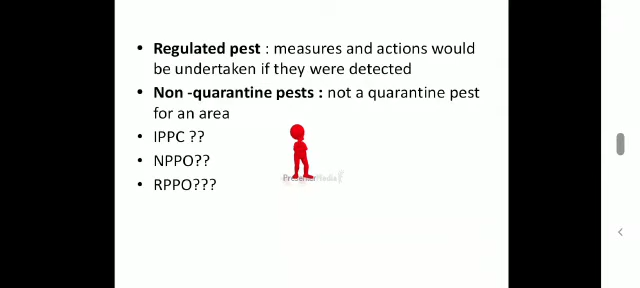 • Regulated pest : measures and actions would
be undertaken if they were detected
• Non -quarantine pests : not a quarantine pest
for an area
• IPPC ??
• NPPO??
• RPPO???
PresenterMedia